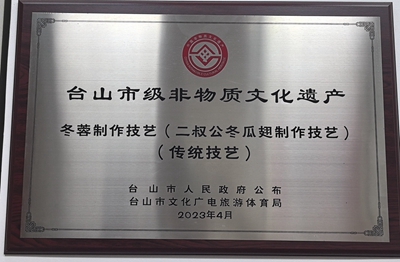 台山市级非物质文化遗产
冬蓉制作技艺（二叔公冬瓜翅制作技艺）
（传统技艺）
台山市人民政府公布
台山市文化广电旅游体育局
2023年4月